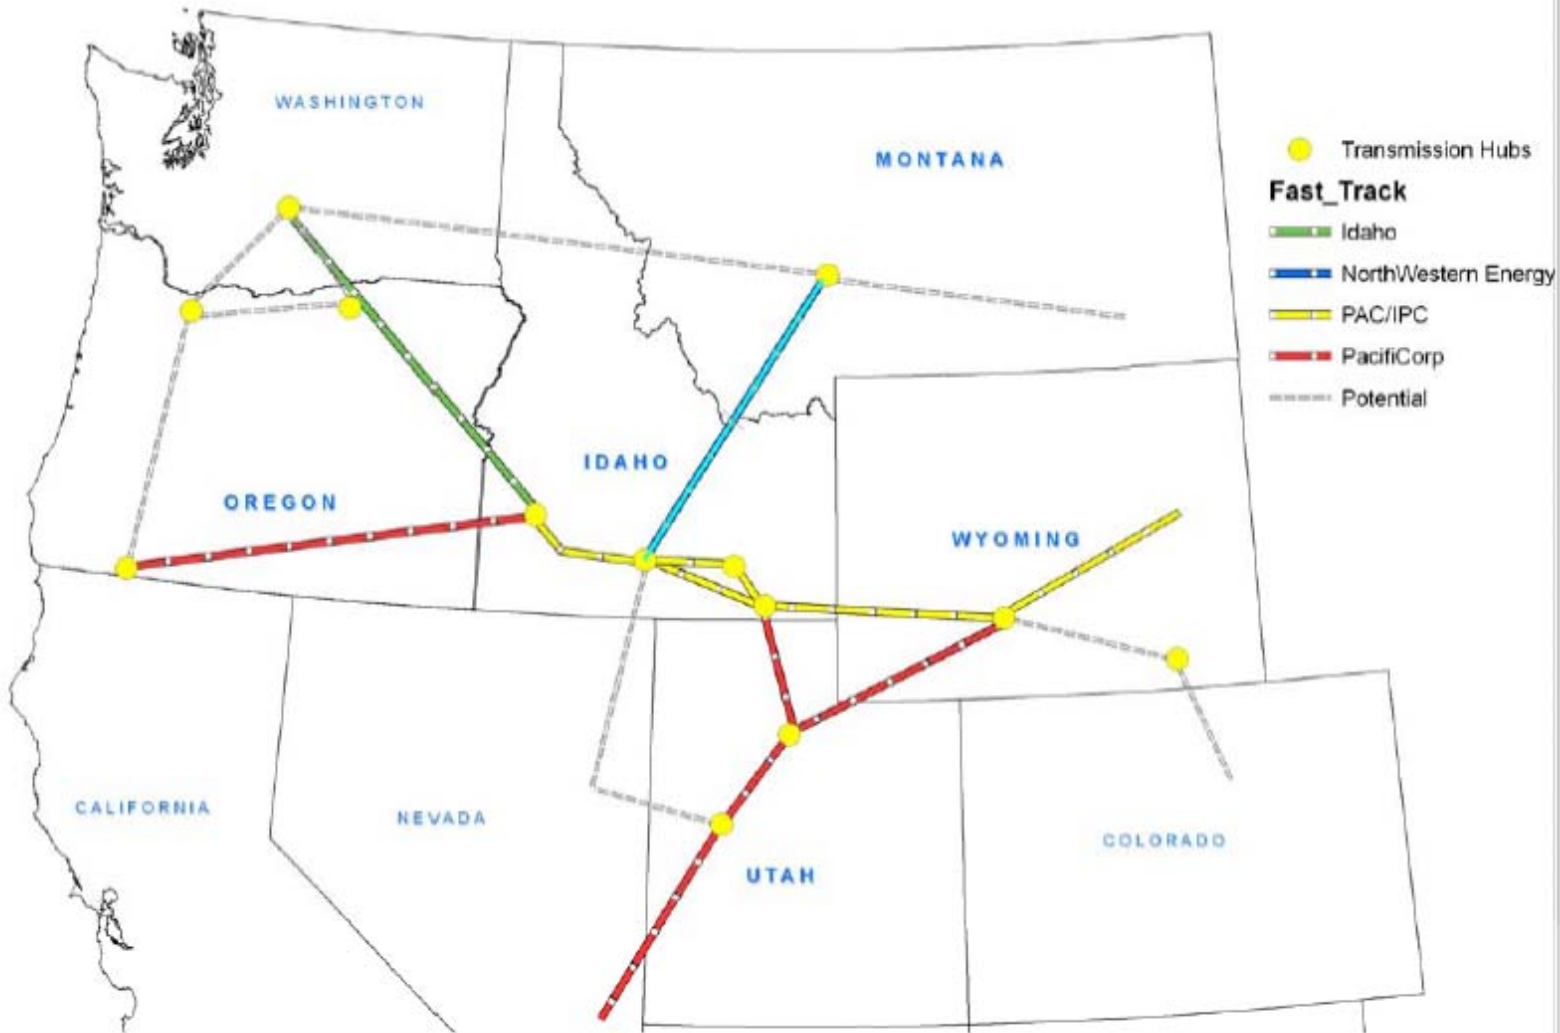 WASHINGTON
MONTANA
IDAHO
OREGON
WYOMING
CALIFORNIA
NEVADA
UTAH
COLORADO
Transmission Hubs
Fast_Track
Idaho
NorthWestern Energy
PAC/IPC
PacifiCorp
Potential